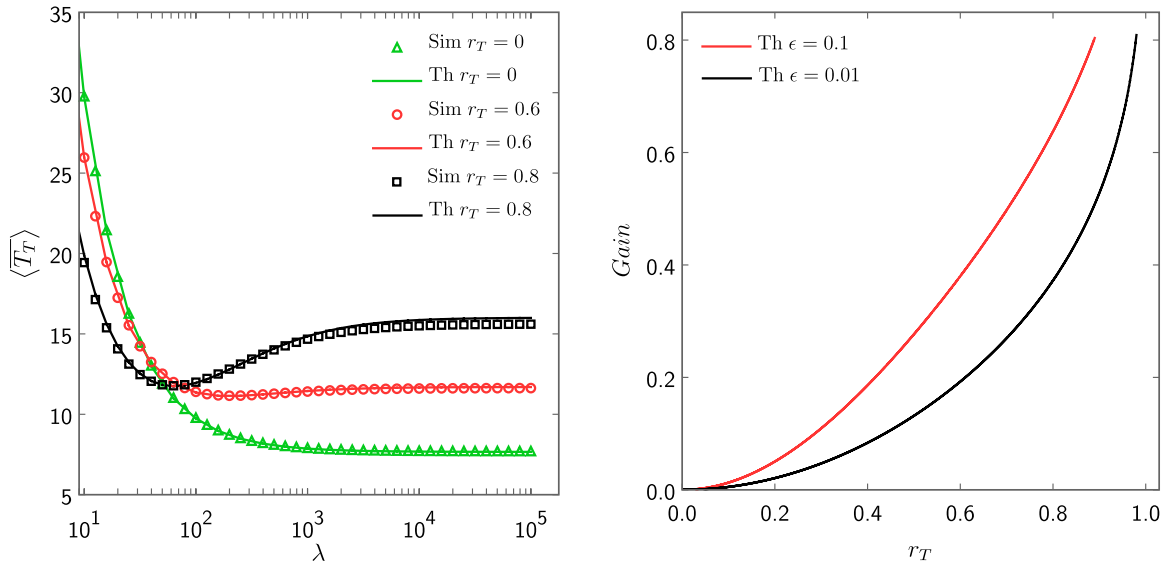 35
30
25
20
15
10
5
10^1
10^2
10^3
10^4
10^5
λ
⟨\overline{T_T}⟩
Sim r_T = 0
Th r_T = 0
Sim r_T = 0.6
Th r_T = 0.6
Sim r_T = 0.8
Th r_T = 0.8
0.8
0.6
0.4
0.2
0.0
0.0
0.2
0.4
0.6
0.8
1.0
r_T
Gain
Th ϵ = 0.1
Th ϵ = 0.01